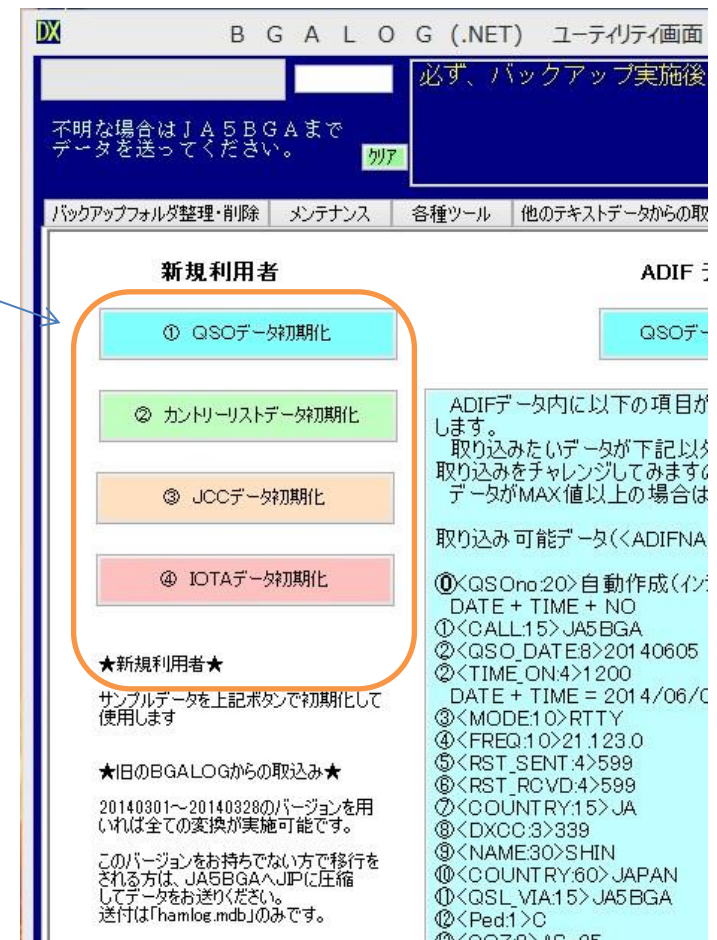 DX
BGALOG(.NET) ユーティリティ画面
必ず、バックアップ実施後
不明な場合はJA5BGAまで
データを送ってください。
クリア
バックアップフォルダ整理・削除
メンテナンス
各種ツール
他のテキストデータからの取
新規利用者
① QSOデータ初期化
② カントリーリストデータ初期化
③ JCCデータ初期化
④ IOTAデータ初期化
★新規利用者★
サンプルデータを上記ボタンで初期化して
使用します
★旧のBGALOGからの取込み★
20140301～20140328のバージョンを用
いれば全ての変換が実施可能です。
このバージョンをお持ちでない方で移行を
される方は、JA5BGAへJIPに圧縮
してデータをお送りください。
送付は「hamlog.mdb」のみです。
ADIF
QSOデー
ADIFデータ内に以下の項目が
します。
取り込みたいデータが下記以外
取り込みをチャレンジしてみますの
データがMAX値以上の場合は
取り込み可能データ(<ADIFNA
⓪<QSOno:20>自動作成(イン
DATE + TIME + NO
①<CALL:15>JA5BGA
②<QSO_DATE:8>20140605
②<TIME_ON:4>1200
DATE + TIME = 2014/06/0
③<MODE:10>RTTY
④<FREQ:10>21.123.0
⑤<RST_SENT:4>599
⑥<RST_RCVD:4>599
⑦<COUNTRY:15>JA
⑧<DXCC:3>339
⑨<NAME:30>SHIN
⑩<COUNTRY:60>JAPAN
⑪<QSL_VIA:15>JA5BGA
⑫<Ped:1>C